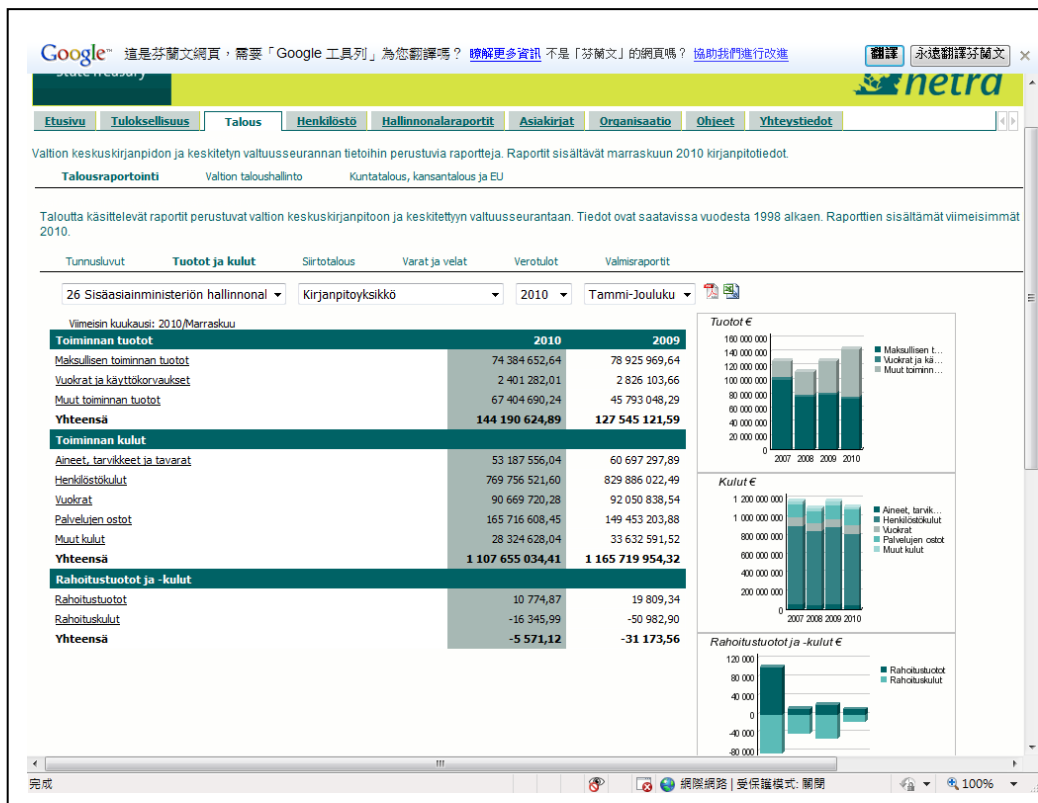 Google™ 這是芬蘭文網頁，需要「Google 工具列」為您翻譯嗎？ 瞭解更多資訊 不是「芬蘭文」的網頁嗎？ 協助我們進行改進 翻譯 永遠翻譯芬蘭文 ×
State Treasury netra
Etusivu Tuloksellisuus Talous Henkilöstö Hallinnonalaraportit Asiakirjat Organisaatio Ohjeet Yhteystiedot
Valtion keskuskirjanpidon ja keskitetyn valtuusseurannan tietoihin perustuvia raportteja. Raportit sisältävät marraskuun 2010 kirjanpitotiedot.
Talousraportointi Valtion taloushallinto Kuntatalous, kansantalous ja EU
Taloutta käsittelevät raportit perustuvat valtion keskuskirjanpitoon ja keskitettyyn valtuusseurantaan. Tiedot ovat saatavissa vuodesta 1998 alkaen. Raporttien sisältämät viimeisimmät
2010.
Tunnusluvut Tuotot ja kulut Siirtotalous Varat ja velat Verotulot Valmisraportit
26 Sisäasiainministeriön hallinnonal Kirjanpitoyksikkö 2010 Tammi-Jouluku
Viimeisin kuukausi: 2010/Marraskuu
Toiminnan tuotot 2010 2009
Maksullisen toiminnan tuotot 74 384 652,64 78 925 969,64
Vuokrat ja käyttökorvaukset 2 401 282,01 2 826 103,66
Muut toiminnan tuotot 67 404 690,24 45 793 048,29
Yhteensä 144 190 624,89 127 545 121,59
Toiminnan kulut
Aineet, tarvikkeet ja tavarat 53 187 556,04 60 697 297,89
Henkilöstökulut 769 756 521,60 829 886 022,49
Vuokrat 90 669 720,28 92 050 838,54
Palvelujen ostot 165 716 608,45 149 453 203,88
Muut kulut 28 324 628,04 33 632 591,52
Yhteensä 1 107 655 034,41 1 165 719 954,32
Rahoitustuotot ja -kulut
Rahoitustuotot 10 774,87 19 809,34
Rahoituskulut -16 345,99 -50 982,90
Yhteensä -5 571,12 -31 173,56
Tuotot €
160 000 000
140 000 000
120 000 000
100 000 000
80 000 000
60 000 000
40 000 000
20 000 000
0
2007 2008 2009 2010
Maksullisen t...
Vuokrat ja kä...
Muut toiminn...
Kulut €
1 200 000 000
1 000 000 000
800 000 000
600 000 000
400 000 000
200 000 000
0
2007 2008 2009 2010
Aineet, tarvik...
Henkilöstökulut
Vuokrat
Palvelujen ostot
Muut kulut
Rahoitustuotot ja -kulut €
120 000
80 000
40 000
0
-40 000
-80 000
Rahoitustuotot
Rahoituskulut
完成 網際網路 | 受保護模式: 關閉 100%